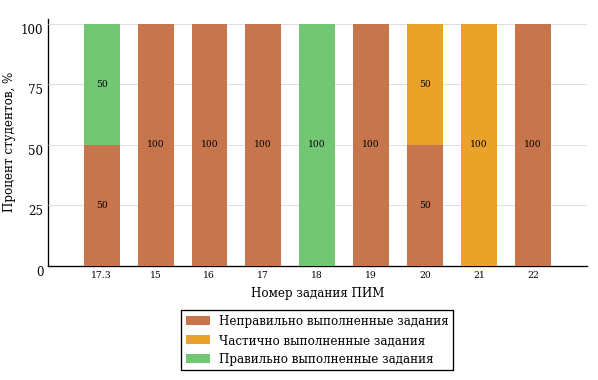 Процент студентов, %
100
75
50
25
0
50
50
100
100
100
100
100
50
50
100
100
17.3 15 16 17 18 19 20 21 22
Номер задания ПИМ
Неправильно выполненные задания
Частично выполненные задания
Правильно выполненные задания